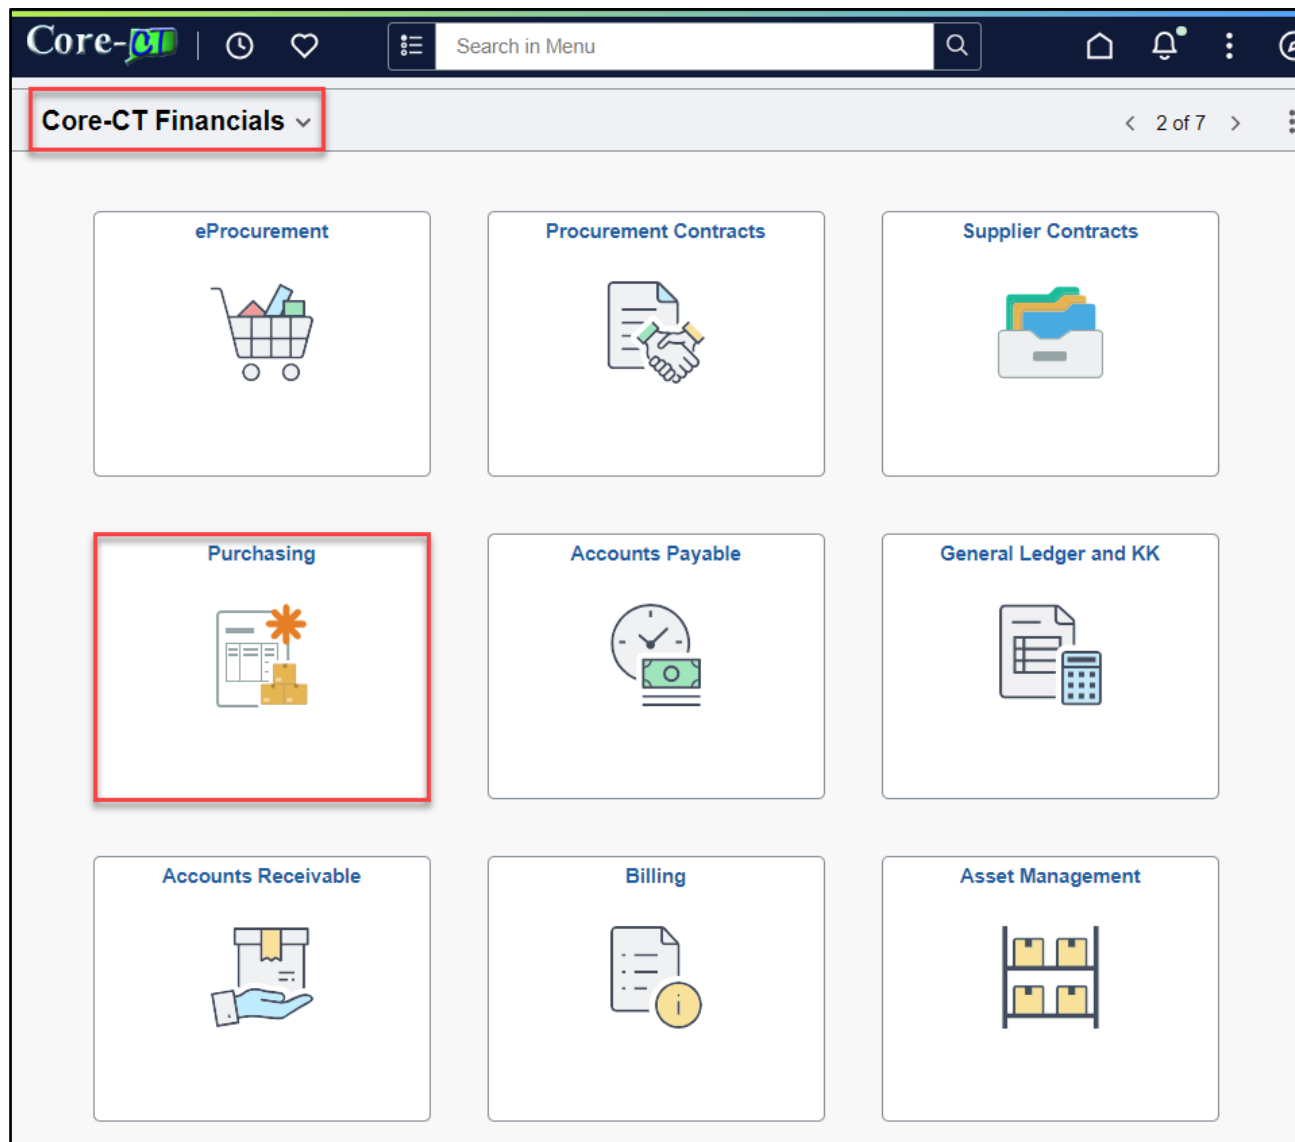 Core-CT
Search in Menu
Core-CT Financials
2 of 7
eProcurement
Procurement Contracts
Supplier Contracts
Purchasing
Accounts Payable
General Ledger and KK
Accounts Receivable
Billing
Asset Management